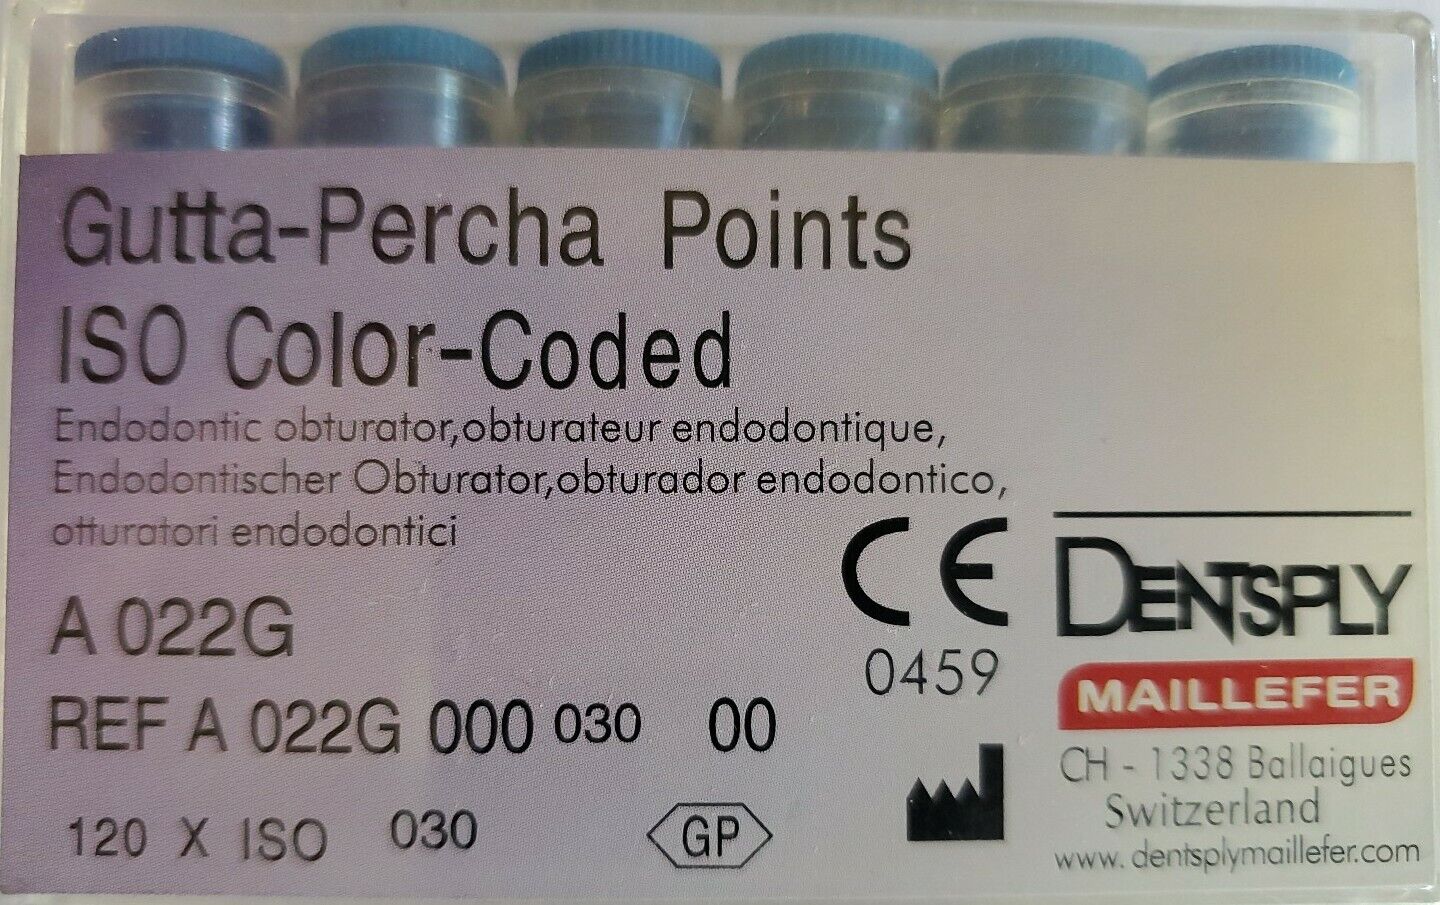 Gutta-Percha Points
ISO Color-Coded
Endodontic obturator,obturateur endodontique,
Endodontischer Obturator,obturador endodontico,
otturatori endodontici
A 022G
REF A 022G 000 030 00
120 X ISO 030
GP
CE
0459
DENTSPLY
MAILLEFER
CH - 1338 Ballaigues
Switzerland
www. dentsplymaillefer.com